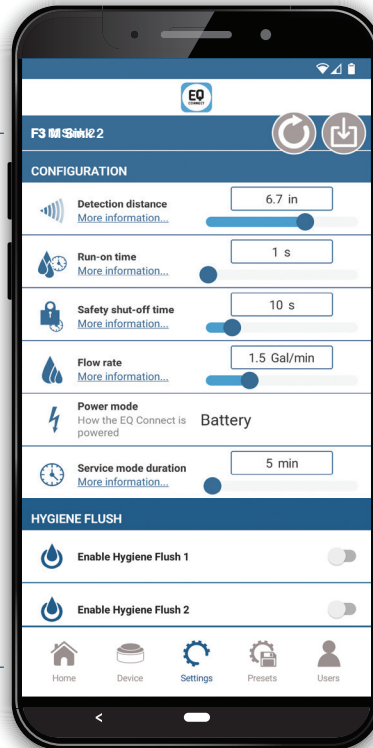 EQ
CONNECT
F3 M Sink 2
CONFIGURATION
Detection distance
More information...
6.7 in
Run-on time
More information...
1 s
Safety shut-off time
More information...
10 s
Flow rate
More information...
1.5 Gal/min
Power mode
How the EQ Connect is
powered
Battery
Service mode duration
More information...
5 min
HYGIENE FLUSH
Enable Hygiene Flush 1
Enable Hygiene Flush 2
Home
Device
Settings
Presets
Users